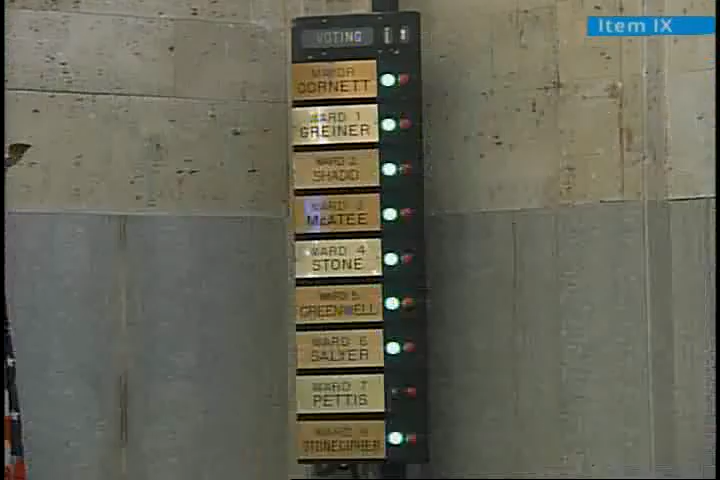 Item IX
VOTING
MAYOR
CORNETT
WARD 1
GREINER
WARD 2
SHADID
WARD 3
McATEE
WARD 4
STONE
WARD 5
GREENWELL
WARD 6
SALYER
WARD 7
PETTIS
WARD 8
STONECIPHER